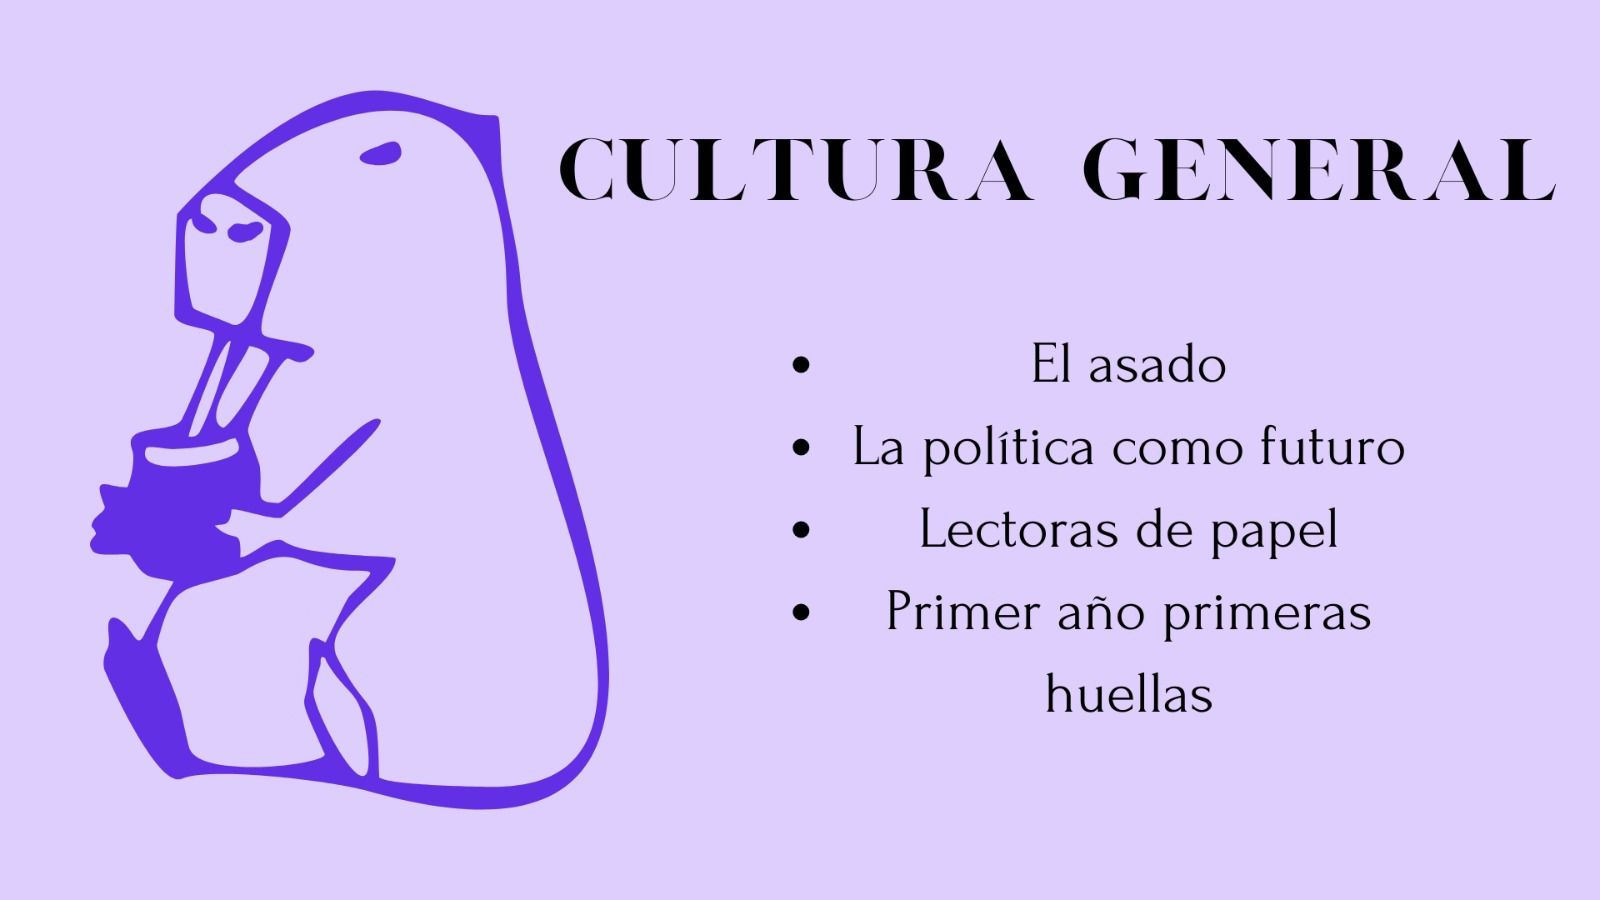 CULTURA GENERAL
• El asado
• La política como futuro
• Lectoras de papel
• Primer año primeras
huellas